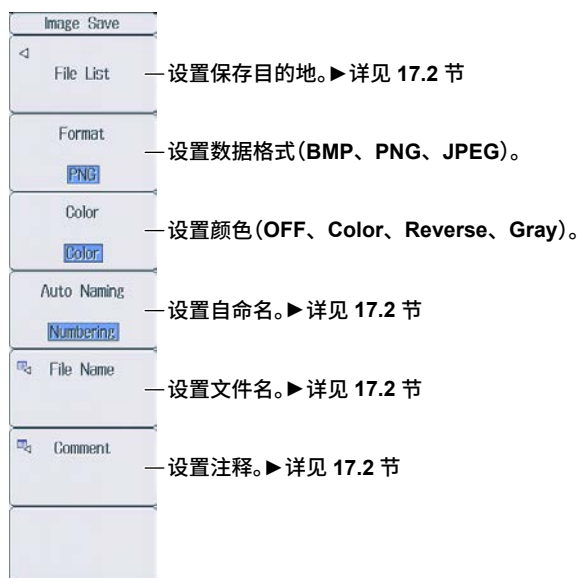 Image Save
File List
设置保存目的地。►详见 17.2 节
Format
PNG
设置数据格式(BMP、PNG、JPEG)。
Color
Color
设置颜色(OFF、Color、Reverse、Gray)。
Auto Naming
Numbering
设置自命名。►详见 17.2 节
File Name
设置文件名。►详见 17.2 节
Comment
设置注释。►详见 17.2 节